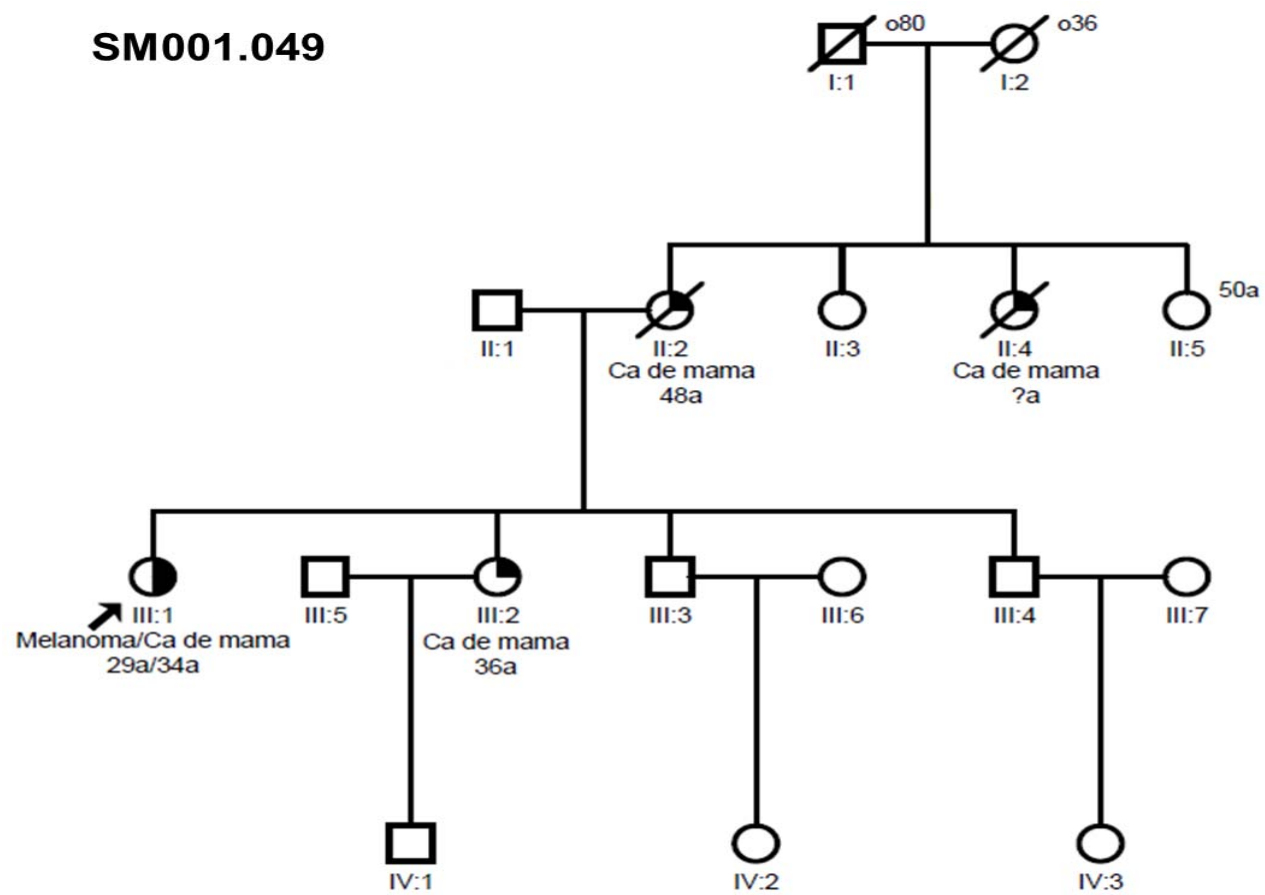 SM001.049
o80
o36
I:1
I:2
50a
II:1
II:2
II:3
II:4
II:5
Ca de mama
48a
Ca de mama
?a
III:1
III:5
III:2
III:3
III:6
III:4
III:7
Melanoma/Ca de mama
29a/34a
Ca de mama
36a
IV:1
IV:2
IV:3